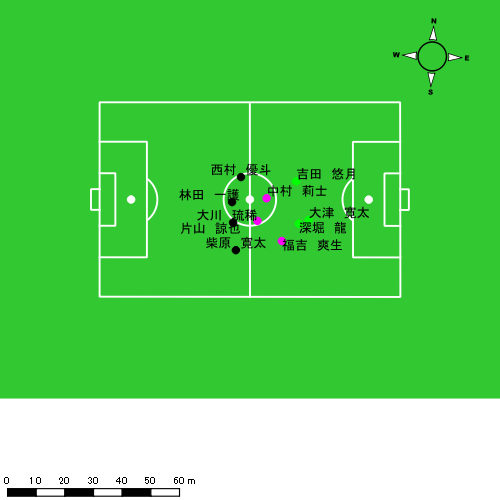 N
W E
S
西村 優斗
吉田 悠月
林田 一護
中村 莉士
大川 琉稀
大津 寛太
片山 諒也
深堀 龍
柴原 寛太
福吉 爽生
0 10 20 30 40 50 60 m